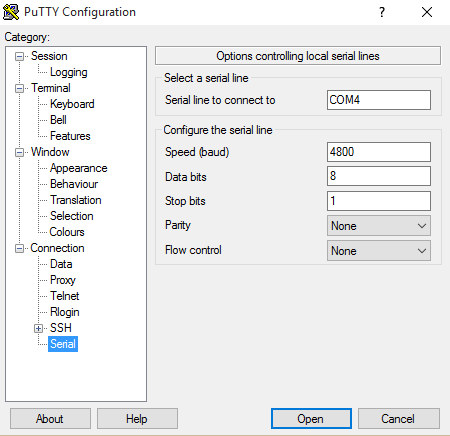 PuTTY Configuration
Category:
Session
Logging
Terminal
Keyboard
Bell
Features
Window
Appearance
Behaviour
Translation
Selection
Colours
Connection
Data
Proxy
Telnet
Rlogin
SSH
Serial
Options controlling local serial lines
Select a serial line
Serial line to connect to COM4
Configure the serial line
Speed (baud) 4800
Data bits 8
Stop bits 1
Parity None
Flow control None
About Help Open Cancel